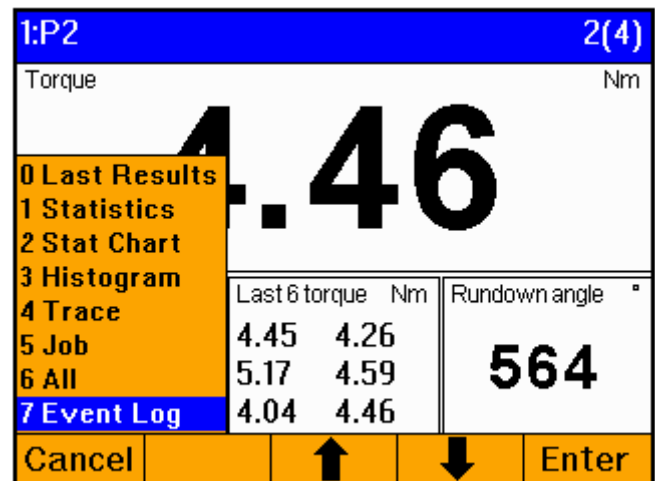 1:P2 2(4)
Torque Nm
4.46
0 Last Results
1 Statistics
2 Stat Chart
3 Histogram
4 Trace
5 Job
6 All
7 Event Log
Last 6 torque Nm
4.45 4.26
5.17 4.59
4.04 4.46
Rundown angle °
564
Cancel Enter